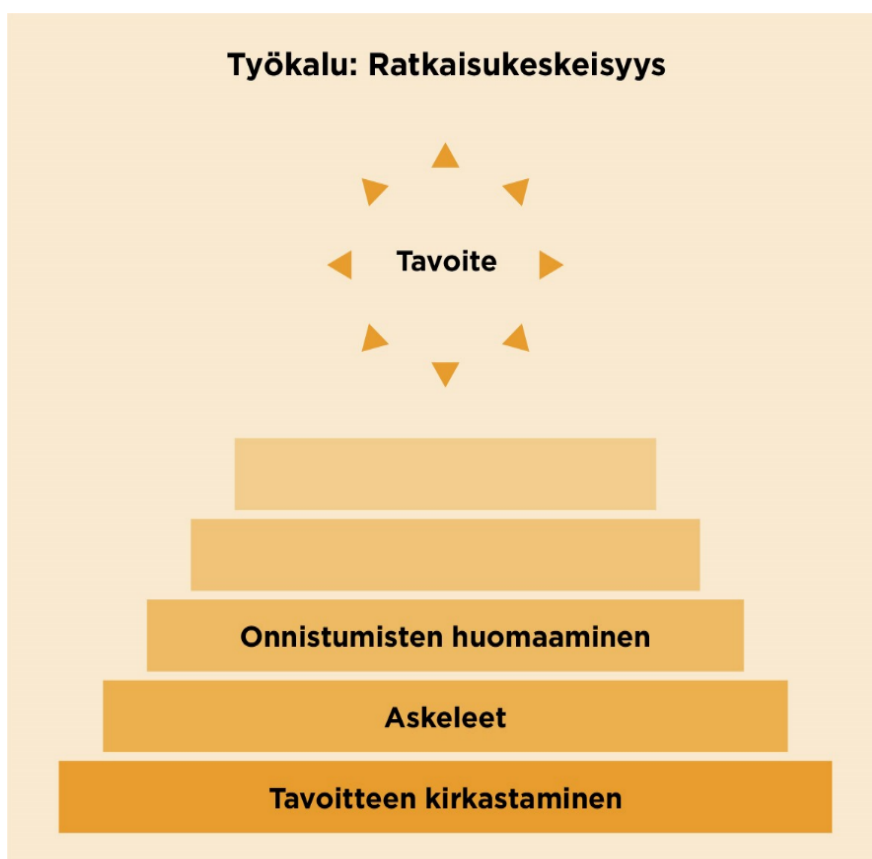 Työkalu: Ratkaisukeskeisyys
Tavoite
Onnistumisten huomaaminen
Askeleet
Tavoitteen kirkastaminen